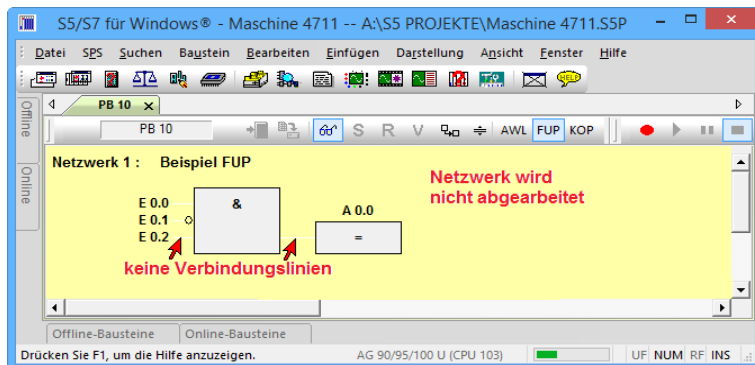 S5/S7 für Windows® - Maschine 4711 -- A:\S5 PROJEKTE\Maschine 4711.S5P
Datei SPS Suchen Baustein Bearbeiten Einfügen Darstellung Ansicht Fenster Hilfe
HELP
Offline
Online
PB 10 x
PB 10 S R V AWL FUP KOP
Netzwerk 1 : Beispiel FUP
Netzwerk wird
nicht abgearbeitet
E 0.0 &
E 0.1 A 0.0
E 0.2 =
keine Verbindungslinien
Offline-Bausteine Online-Bausteine
Drücken Sie F1, um die Hilfe anzuzeigen. AG 90/95/100 U (CPU 103) UF NUM RF INS